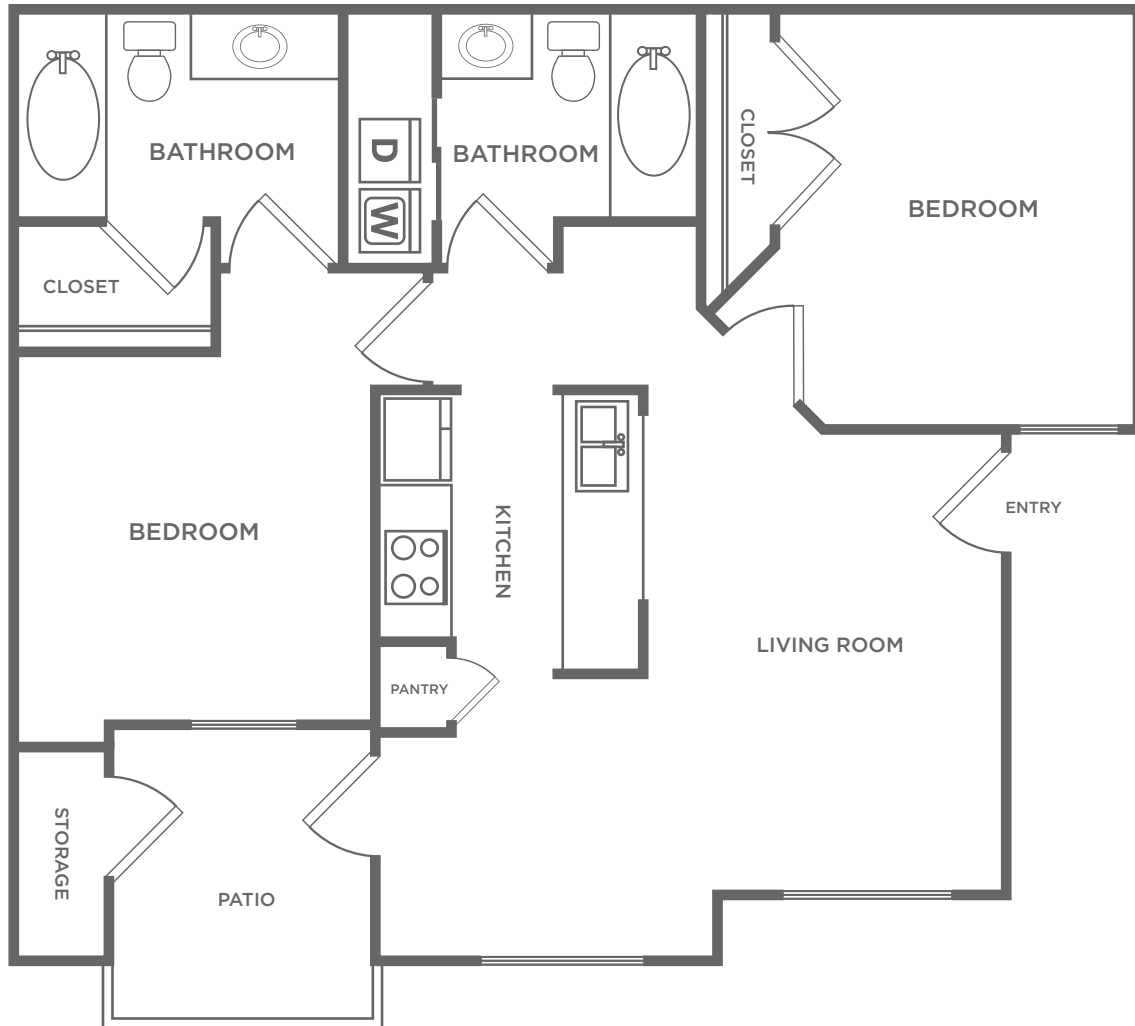 BATHROOM
D
W
BATHROOM
CLOSET
BEDROOM
CLOSET
BEDROOM
KITCHEN
ENTRY
LIVING ROOM
PANTRY
STORAGE
PATIO